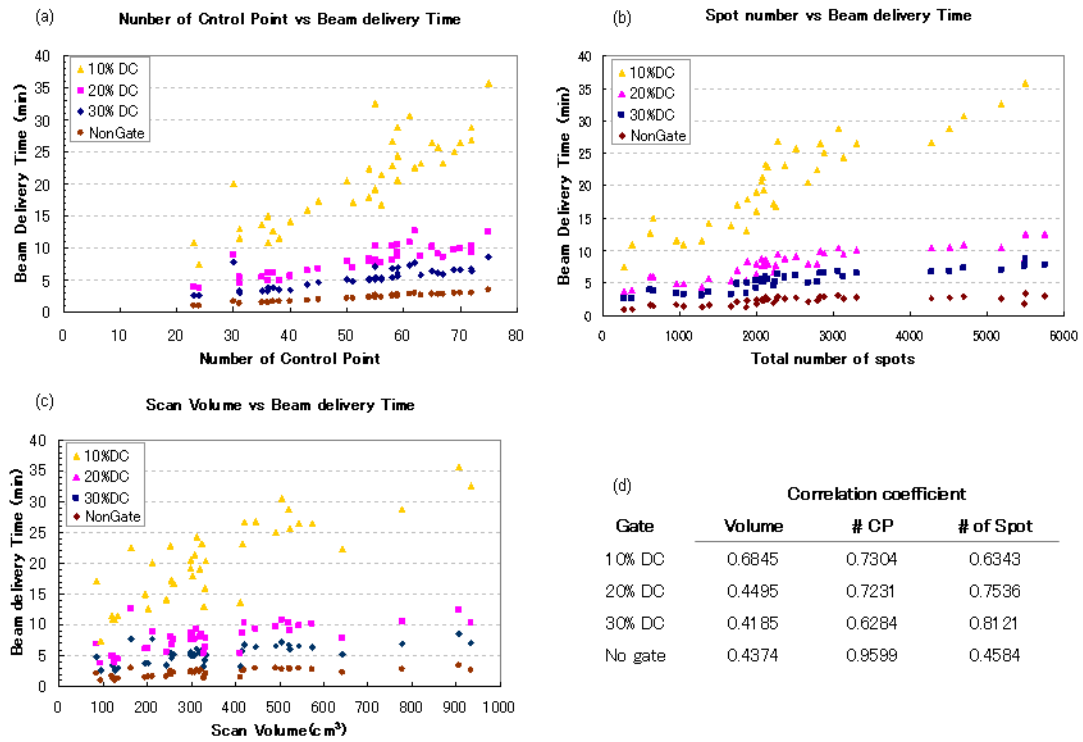 (a)
Nunber of Cntrol Point vs Beam delivery Time
Beam Delivery Time (min)
40
35
30
25
20
15
10
5
0
10% DC
20% DC
30% DC
NonGate
0 10 20 30 40 50 60 70 80
Number of Control Point
(b)
Spot number vs Beam delivery Time
Beam Delivery Time (min)
40
35
30
25
20
15
10
5
0
10%DC
20%DC
30%DC
NonGate
0 1000 2000 3000 4000 5000 6000
Total number of spots
(c)
Scan Volume vs Beam delivery Time
Beam delivery Time (min)
40
35
30
25
20
15
10
5
0
10%DC
20%DC
30%DC
NonGate
0 100 200 300 400 500 600 700 800 900 1000
Scan Volume(cm³)
(d)
Correlation coefficient
Gate Volume # CP # of Spot
10% DC 0.6845 0.7304 0.6343
20% DC 0.4495 0.7231 0.7536
30% DC 0.4185 0.6284 0.8121
No gate 0.4374 0.9599 0.4584